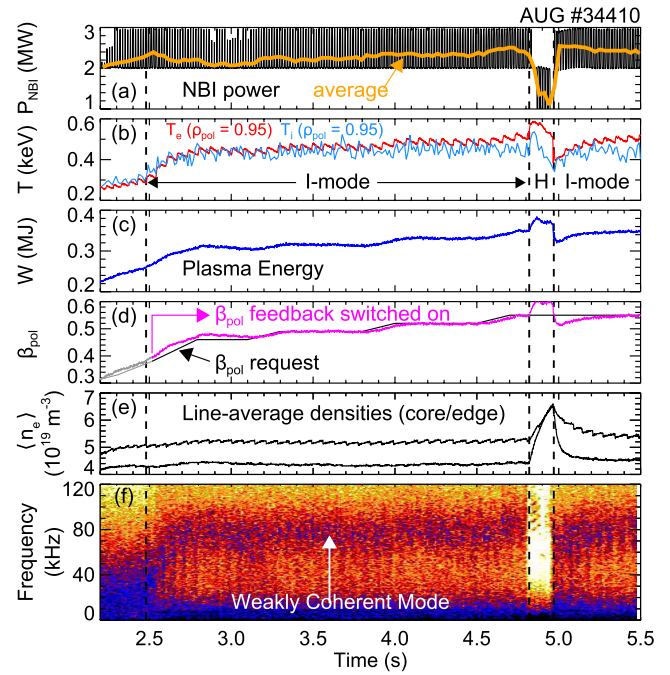 AUG #34410
P_NBI (MW)
3
2
1
(a)
NBI power
average
T (keV)
0.6
0.4
0.2
(b)
T_e (ρ_pol = 0.95) T_i (ρ_pol = 0.95)
I-mode
H
I-mode
W (MJ)
0.4
0.3
0.2
(c)
Plasma Energy
β_pol
0.6
0.5
0.4
0.3
(d)
β_pol feedback switched on
β_pol request
⟨n_e⟩
(10^19 m^-3)
7
6
5
4
(e)
Line-average densities (core/edge)
Frequency
(kHz)
120
80
40
0
(f)
Weakly Coherent Mode
2.5 3.0 3.5 4.0 4.5 5.0 5.5
Time (s)